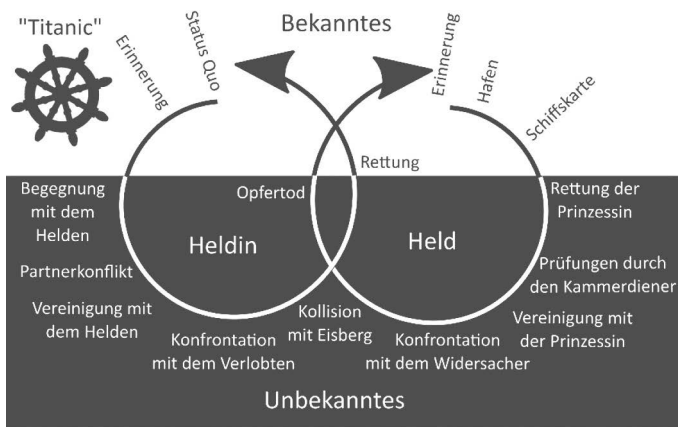 "Titanic"
Bekanntes
Erinnerung
Status Quo
Erinnerung
Hafen
Schiffskarte
Rettung
Opfertod
Begegnung
mit dem
Helden
Partnerkonflikt
Vereinigung mit
dem Helden
Konfrontation
mit dem Verlobten
Heldin
Held
Kollision
mit Eisberg
Konfrontation
mit dem Widersacher
Rettung der
Prinzessin
Prüfungen durch
den Kammerdiener
Vereinigung mit
der Prinzessin
Unbekanntes